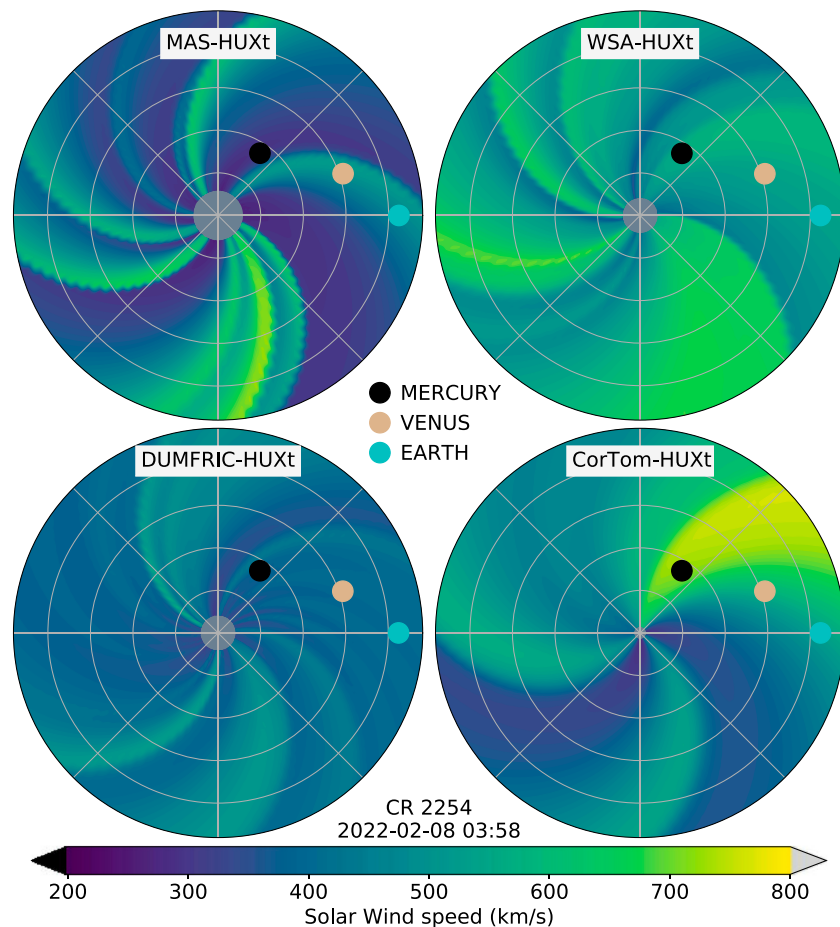 MAS-HUXt
WSA-HUXt
MERCURY
VENUS
EARTH
DUMFRIC-HUXt
CorTom-HUXt
CR 2254
2022-02-08 03:58
200 300 400 500 600 700 800
Solar Wind speed (km/s)